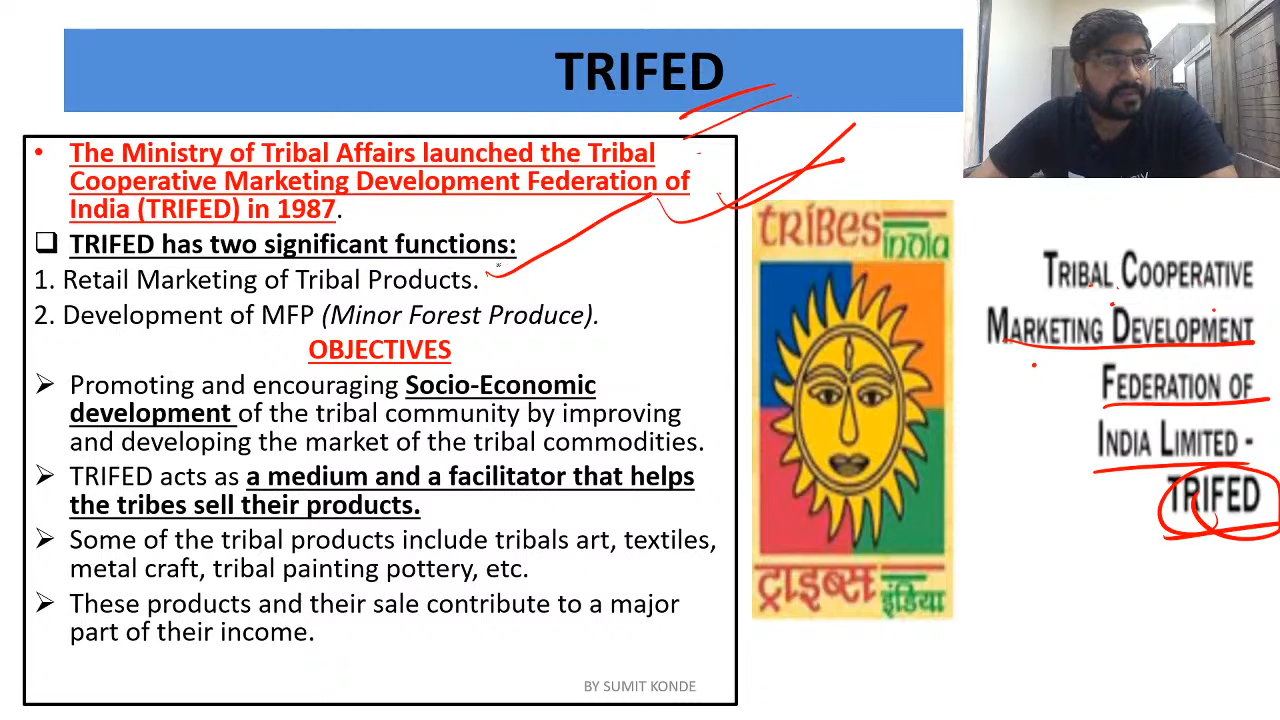 TRIFED
• The Ministry of Tribal Affairs launched the Tribal
Cooperative Marketing Development Federation of
India (TRIFED) in 1987.
❑ TRIFED has two significant functions:
1. Retail Marketing of Tribal Products.
2. Development of MFP (Minor Forest Produce).
OBJECTIVES
➢ Promoting and encouraging Socio-Economic
development of the tribal community by improving
and developing the market of the tribal commodities.
➢ TRIFED acts as a medium and a facilitator that helps
the tribes sell their products.
➢ Some of the tribal products include tribals art, textiles,
metal craft, tribal painting pottery, etc.
➢ These products and their sale contribute to a major
part of their income.
BY SUMIT KONDE
TRIBES
india
ट्राइब्स
इंडिया
TRIBAL COOPERATIVE
MARKETING DEVELOPMENT
FEDERATION OF
INDIA LIMITED -
TRIFED